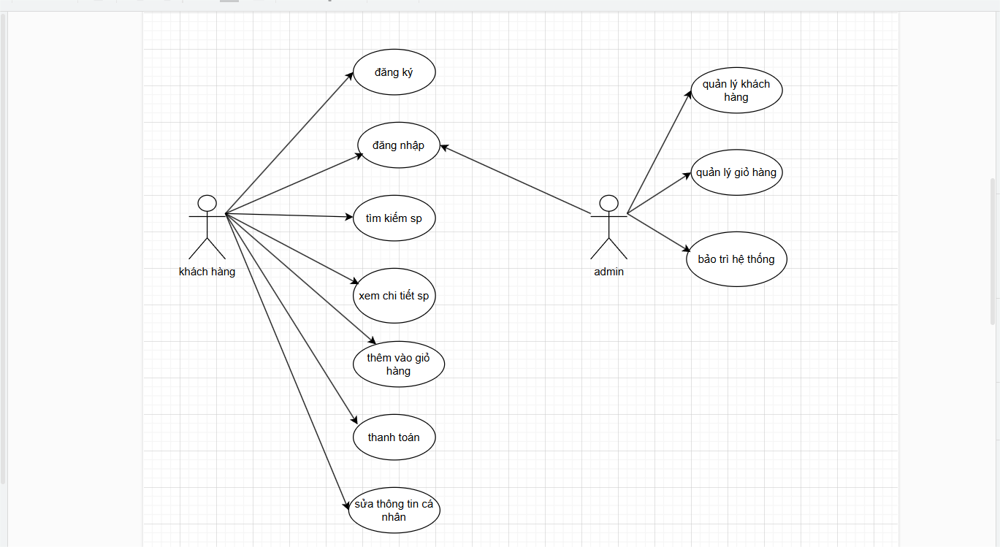 đăng ký
đăng nhập
tìm kiếm sp
khách hàng
xem chi tiết sp
thêm vào giỏ
hàng
thanh toán
sửa thông tin cá
nhân
quản lý khách
hàng
quản lý giỏ hàng
bảo trì hệ thống
admin